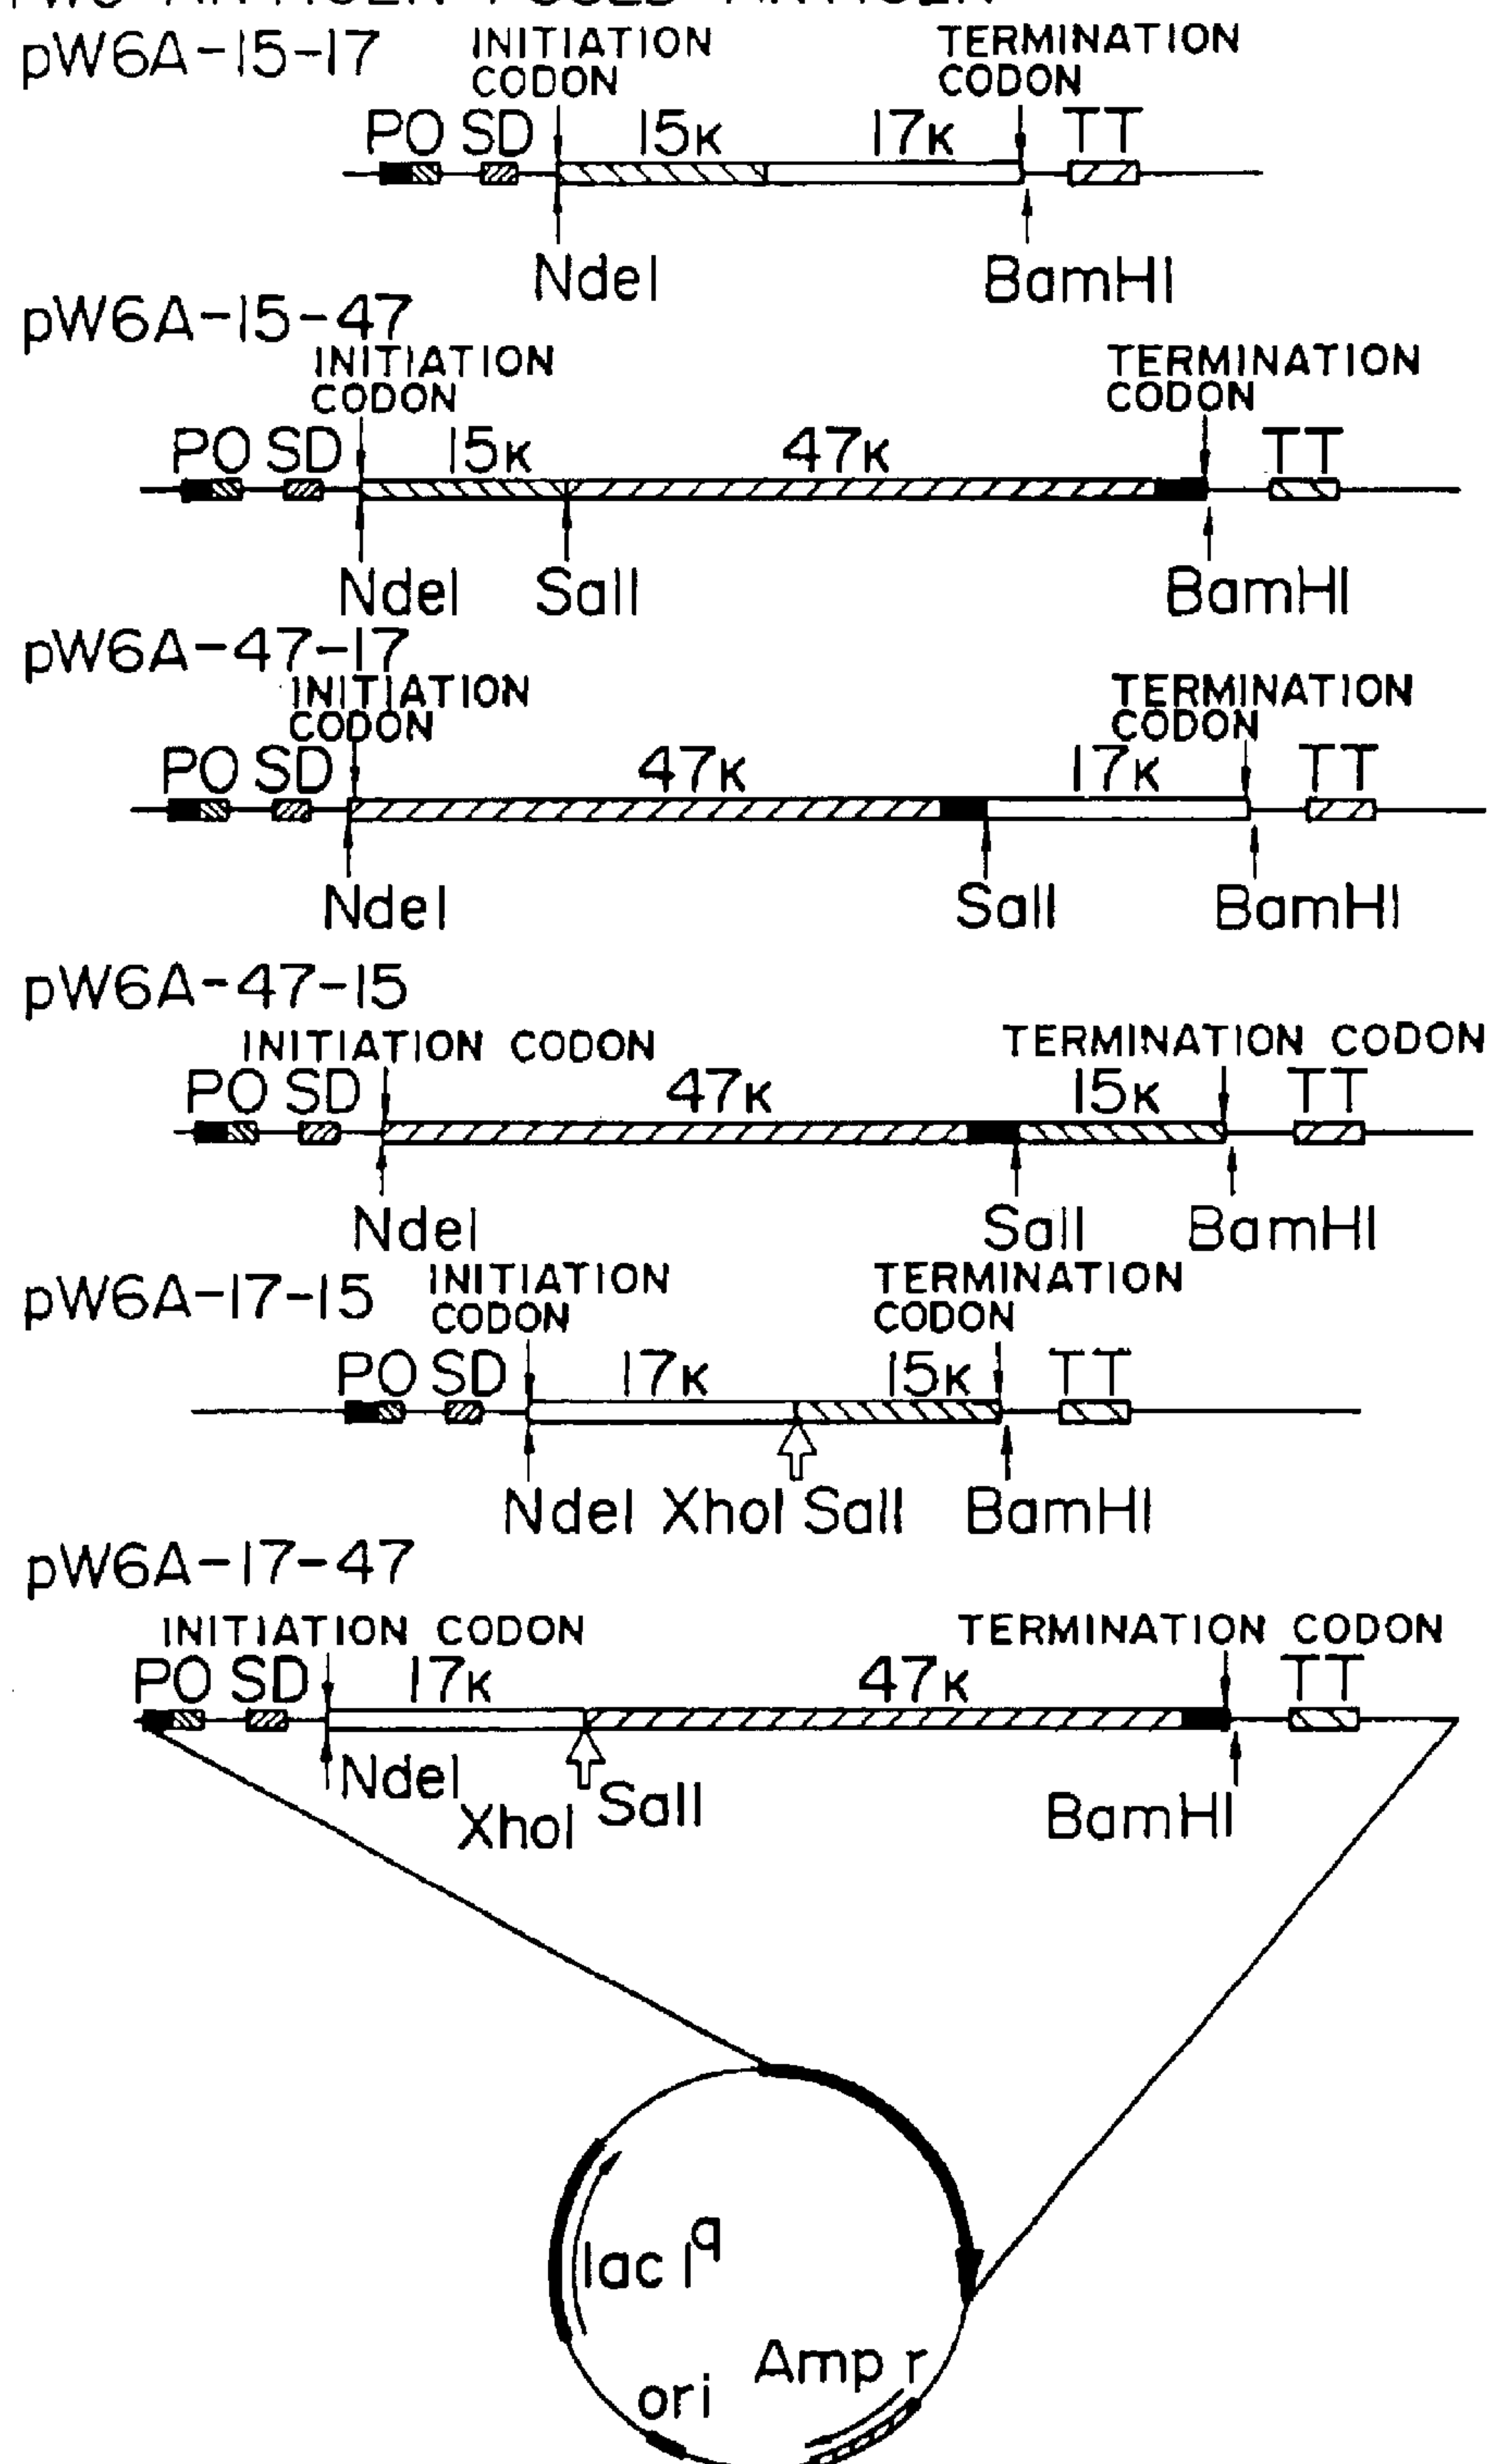 pW6A-15-17
INITIATION CODON
TERMINATION CODON
PO SD 15K 17K TT
NdeI BamHI
pW6A-15-47
INITIATION CODON
TERMINATION CODON
PO SD 15K 47K TT
NdeI SalI BamHI
pW6A-47-17
INITIATION CODON
TERMINATION CODON
PO SD 47K 17K TT
NdeI SalI BamHI
pW6A-47-15
INITIATION CODON TERMINATION CODON
PO SD 47K 15K TT
NdeI SalI BamHI
pW6A-17-15
INITIATION CODON
TERMINATION CODON
PO SD 17K 15K TT
NdeI XhoI SalI BamHI
pW6A-17-47
INITIATION CODON TERMINATION CODON
PO SD 17K 47K TT
NdeI
XhoI SalI BamHI
lac I^q
Amp r
ori